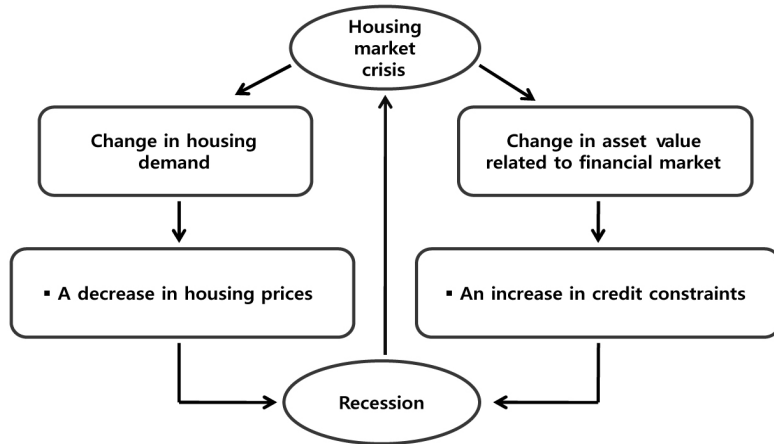 Housing
market
crisis
Change in housing
demand
Change in asset value
related to financial market
▪ A decrease in housing prices
▪ An increase in credit constraints
Recession